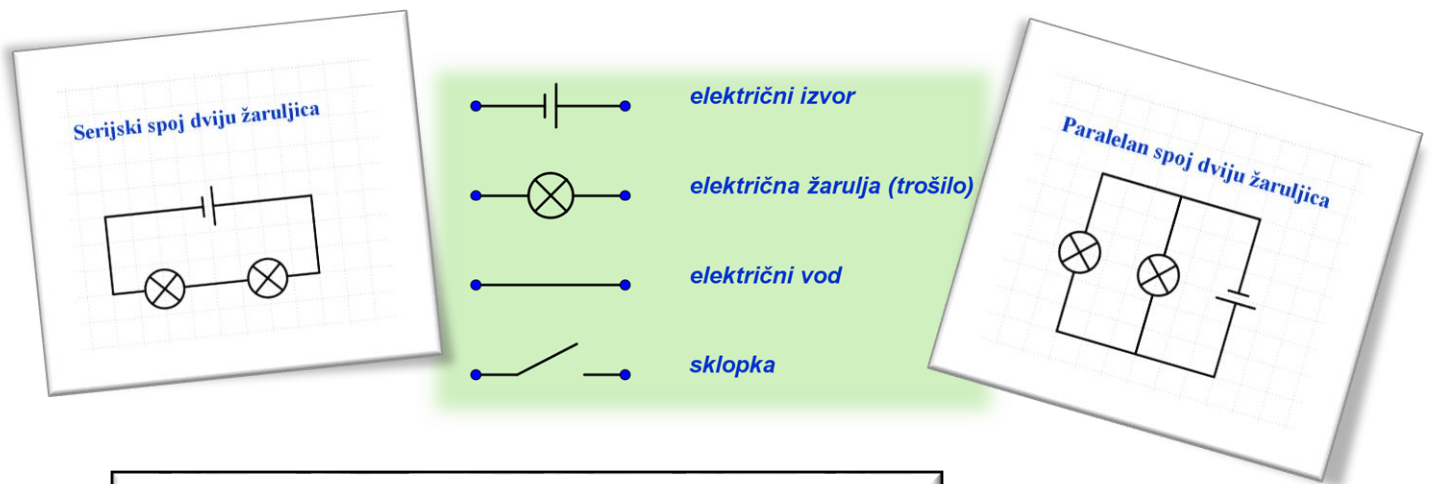 Serijski spoj dviju žaruljica
električni izvor
električna žarulja (trošilo)
električni vod
sklopka
Paralelan spoj dviju žaruljica